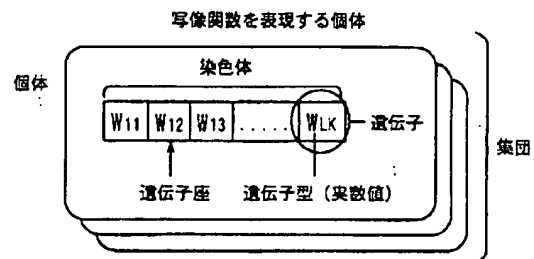 写像関数を表現する個体
個体
染色体
W11 W12 W13 ..... WLK
遺伝子
集団
遺伝子座
遺伝子型（実数値）